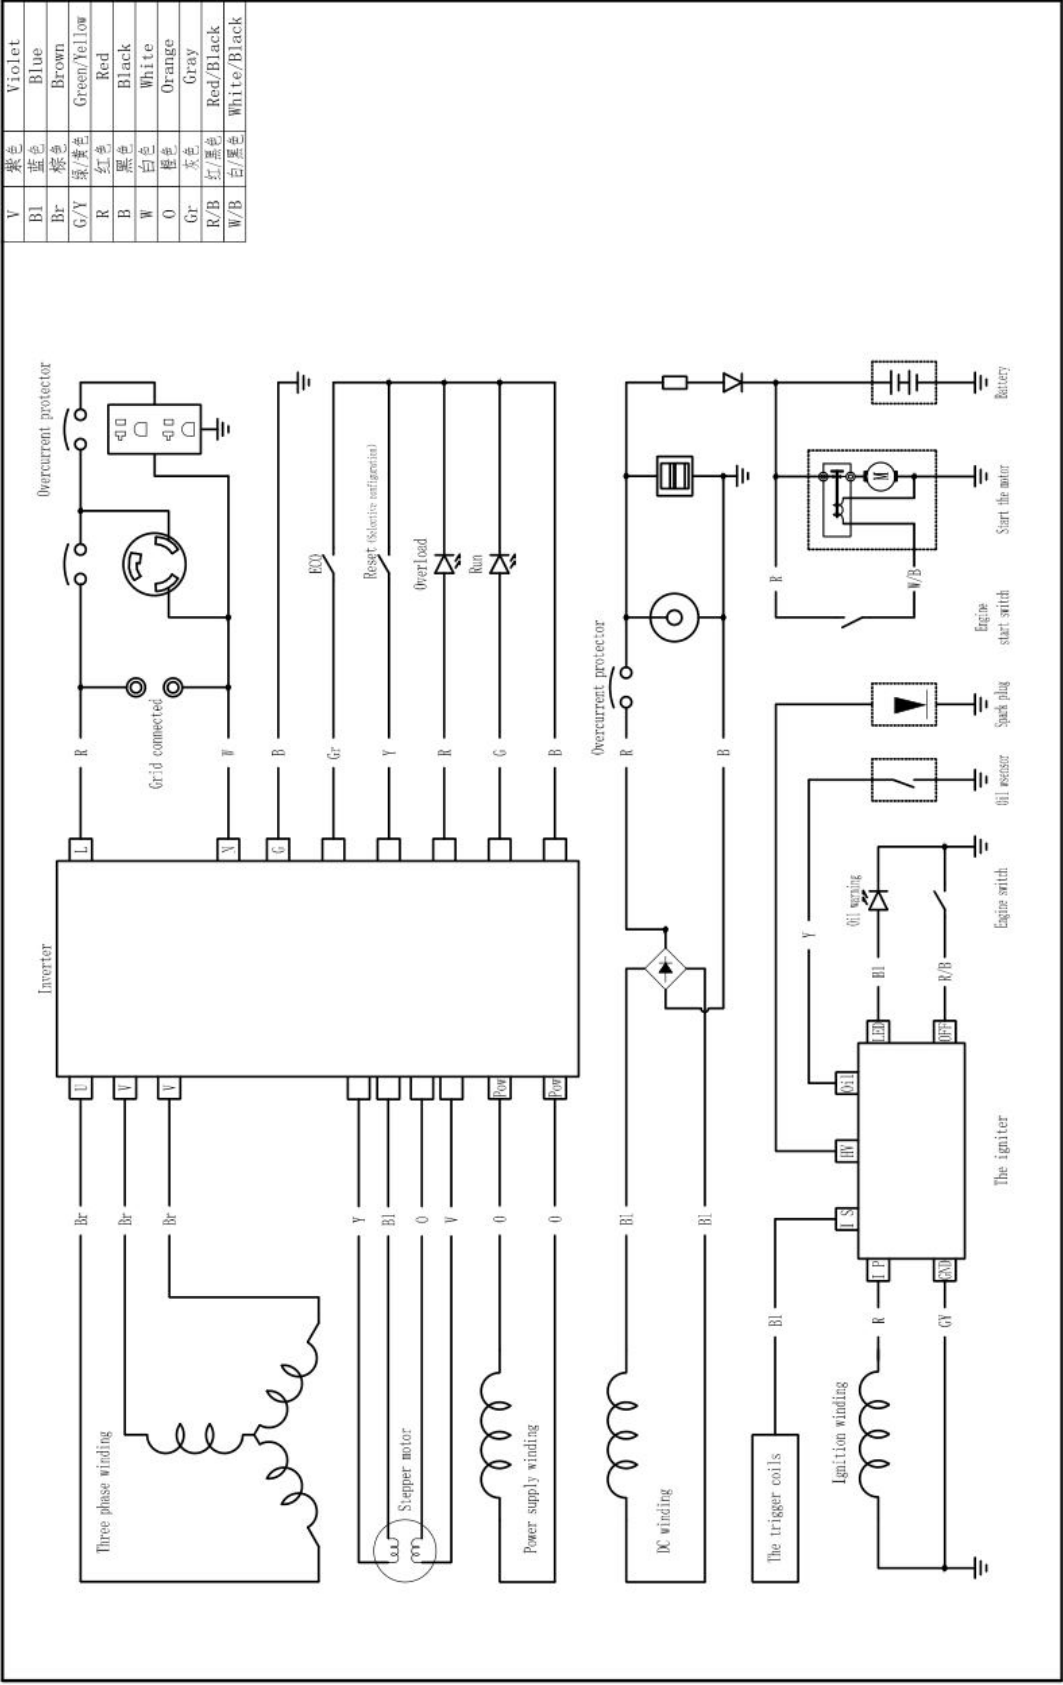 V 紫色 Violet
Bl 蓝色 Blue
Br 棕色 Brown
G/Y 绿/黄色 Green/Yellow
R 红色 Red
B 黑色 Black
W 白色 White
O 橙色 Orange
Gr 灰色 Gray
R/B 红/黑色 Red/Black
W/B 白/黑色 White/Black
Three phase winding
Br
Br
Br
U
V
V
Inverter
L
N
G
R
W
B
Gr
Y
R
G
B
Grid connected
Overcurrent protector
ECO
Reset (Selective configuration)
Overload
Run
Stepper motor
Y
Bl
O
V
Power supply winding
O
O
Pow
Pow
DC winding
Bl
Bl
R
B
Overcurrent protector
The trigger coils
Bl
Ignition winding
R
GY
I P
GND
I S
HV
Oil
LED
OFF
The igniter
Y
Bl
R/B
Oil warning
Engine switch
Oil wsensor
Spark plug
Engine
start switch
R
W/B
M
Start the motor
Battery